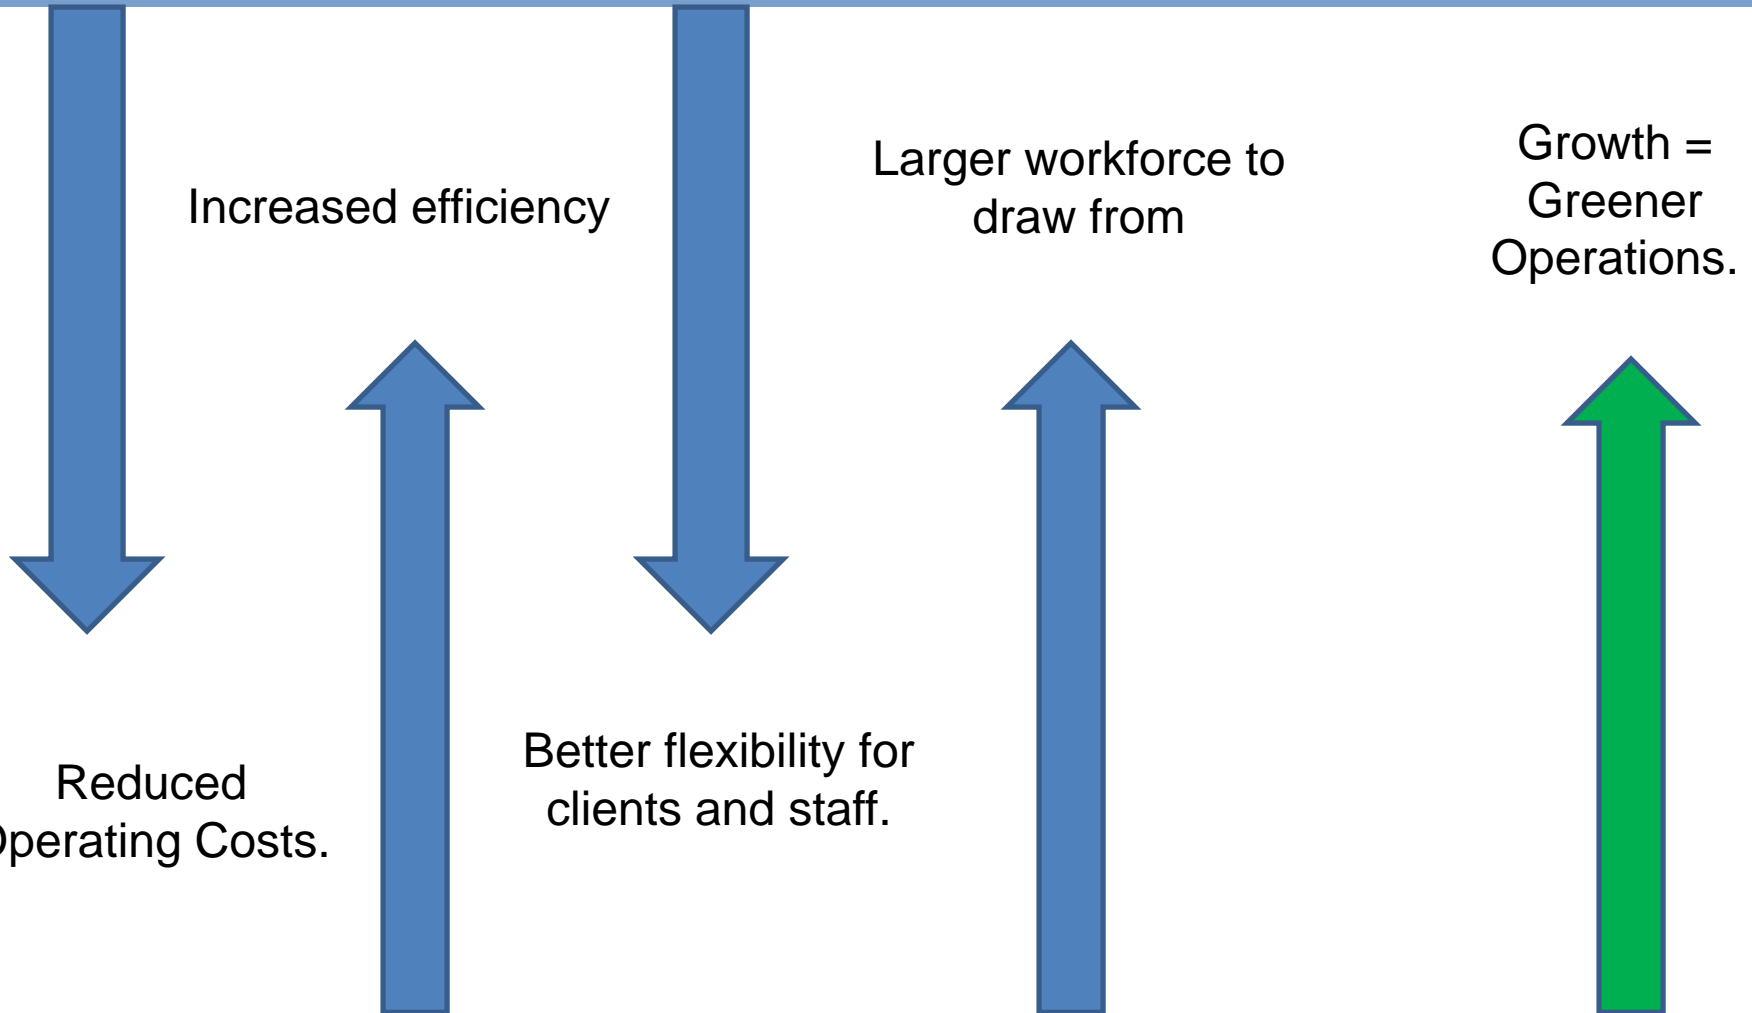 Increased efficiency
Larger workforce to
draw from
Growth =
Greener
Operations.
Reduced
Operating Costs.
Better flexibility for
clients and staff.